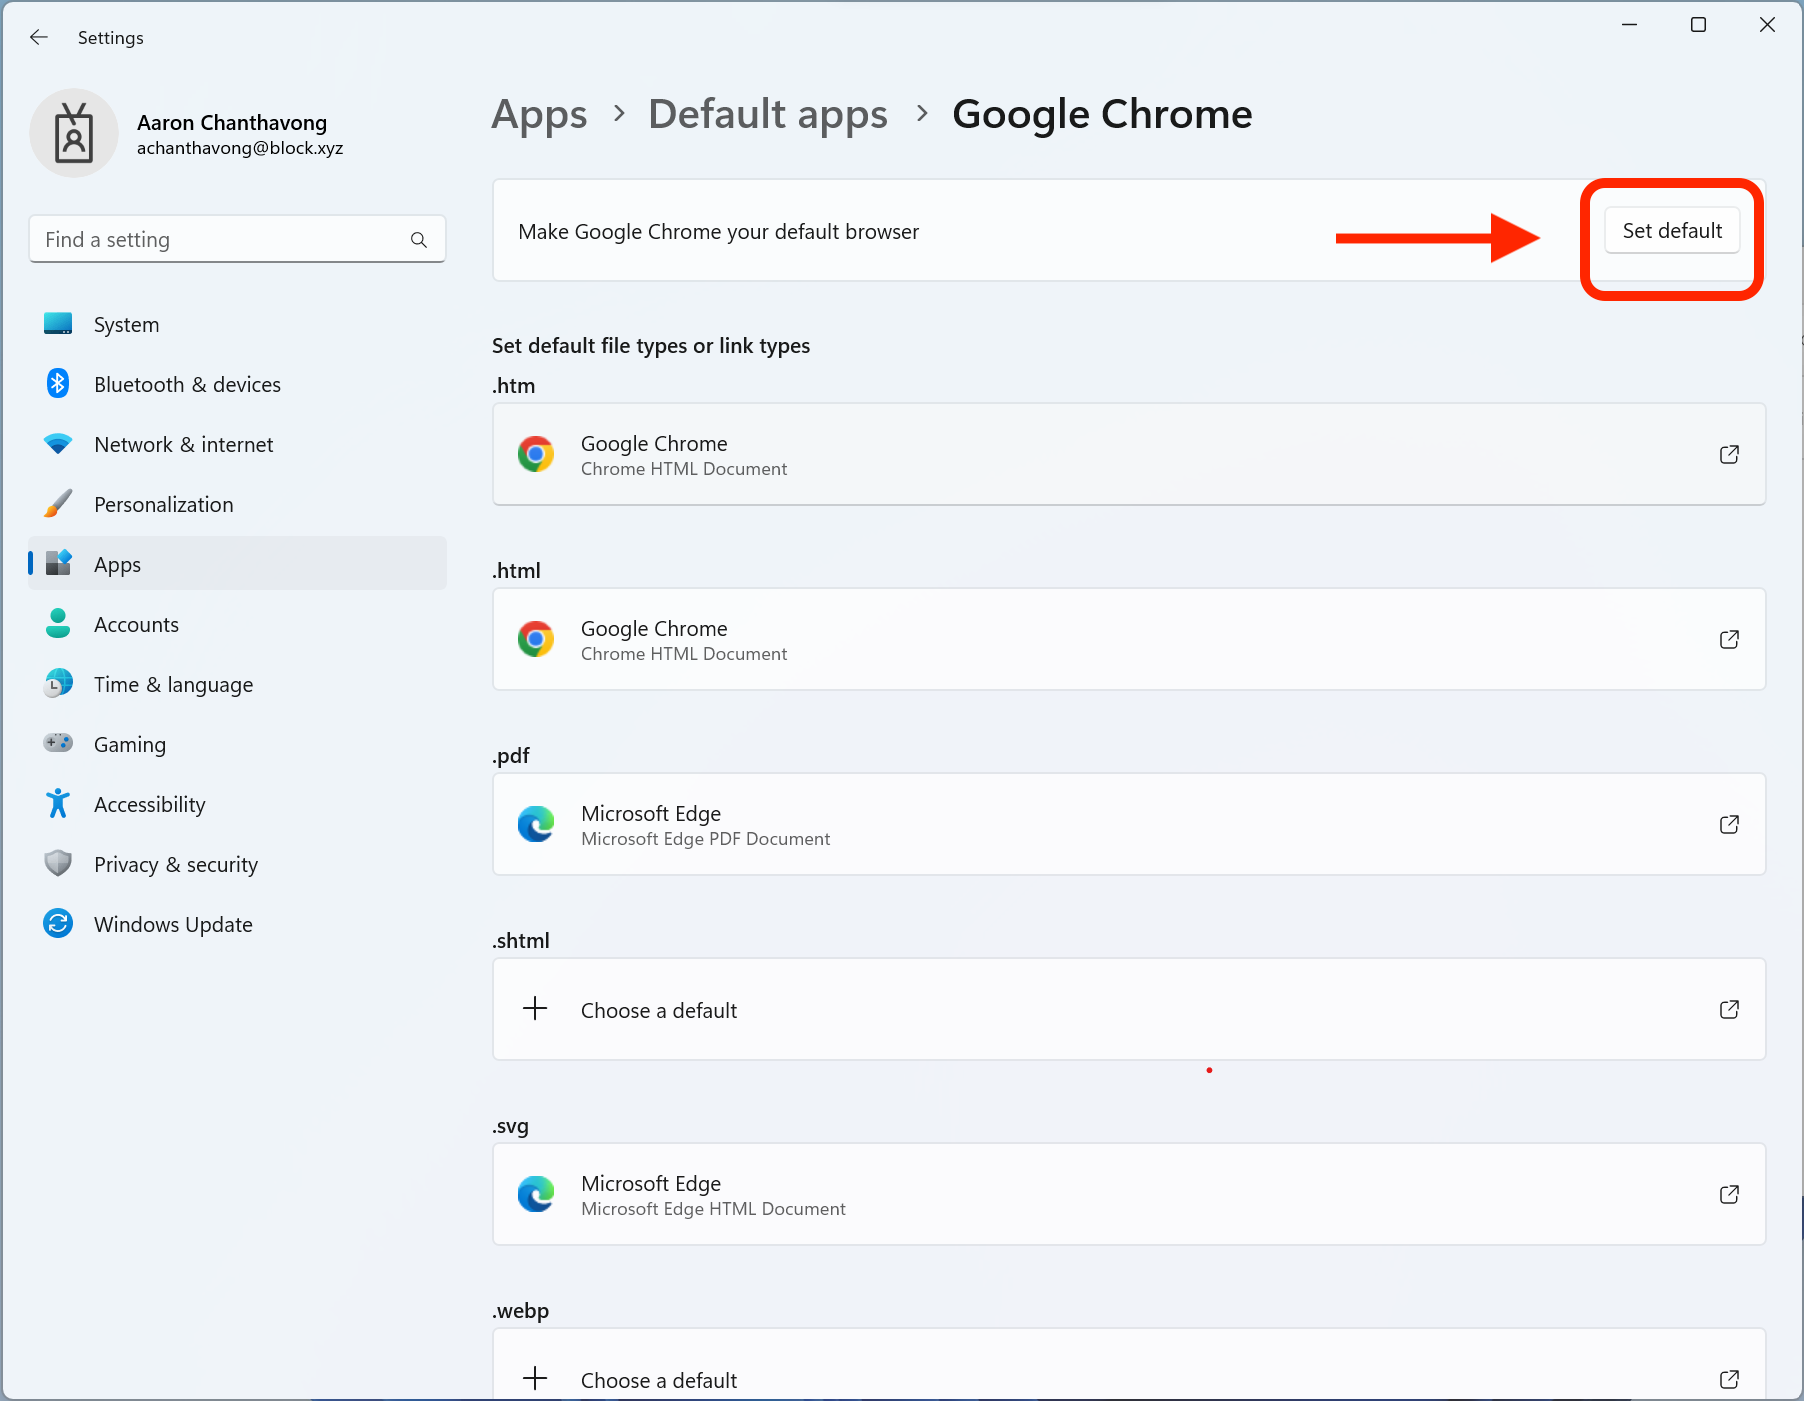 Settings
Aaron Chanthavong
achanthavong@block.xyz
Find a setting
System
Bluetooth & devices
Network & internet
Personalization
Apps
Accounts
Time & language
Gaming
Accessibility
Privacy & security
Windows Update
Apps > Default apps > Google Chrome
Make Google Chrome your default browser
Set default
Set default file types or link types
.htm
Google Chrome
Chrome HTML Document
.html
Google Chrome
Chrome HTML Document
.pdf
Microsoft Edge
Microsoft Edge PDF Document
.shtml
Choose a default
.svg
Microsoft Edge
Microsoft Edge HTML Document
.webp
Choose a default